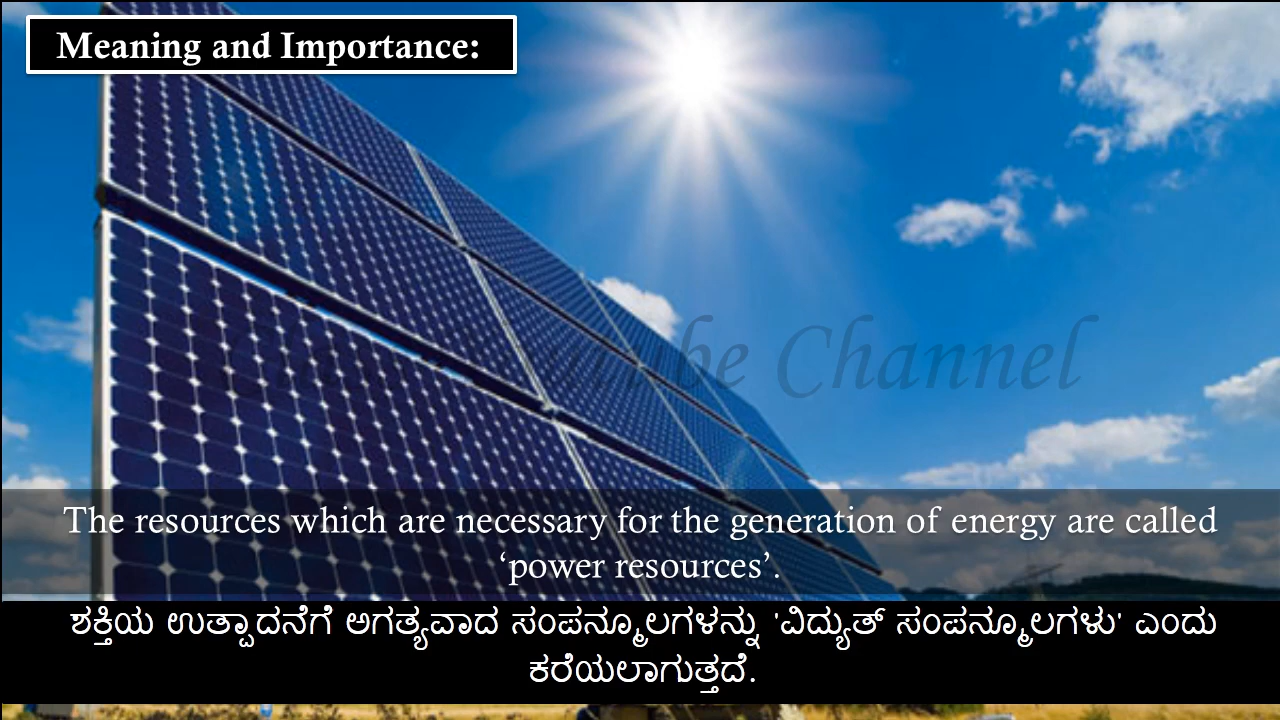 Meaning and Importance:
be Channel
The resources which are necessary for the generation of energy are called
‘power resources’.
ಶಕ್ತಿಯ ಉತ್ಪಾದನೆಗೆ ಅಗತ್ಯವಾದ ಸಂಪನ್ಮೂಲಗಳನ್ನು 'ವಿದ್ಯುತ್ ಸಂಪನ್ಮೂಲಗಳು' ಎಂದು
ಕರೆಯಲಾಗುತ್ತದೆ.